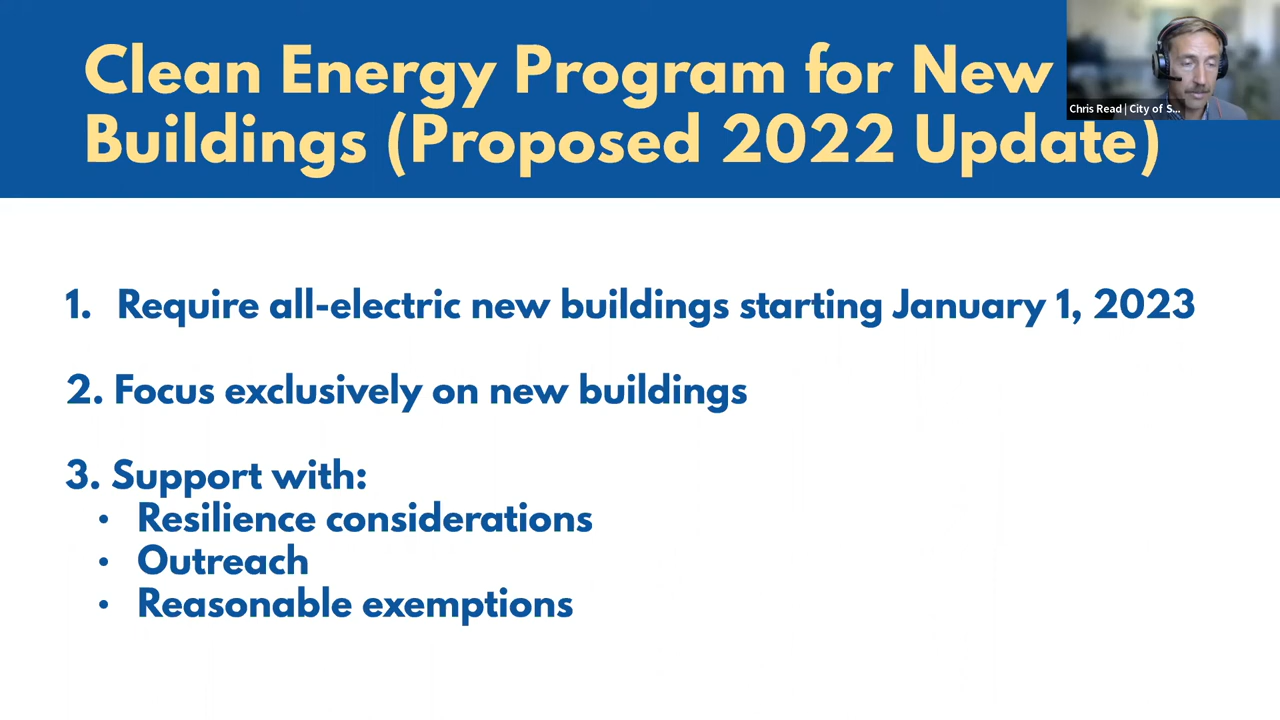 Clean Energy Program for New
Buildings (Proposed 2022 Update)
Chris Read | City of S...
1. Require all-electric new buildings starting January 1, 2023
2. Focus exclusively on new buildings
3. Support with:
• Resilience considerations
• Outreach
• Reasonable exemptions